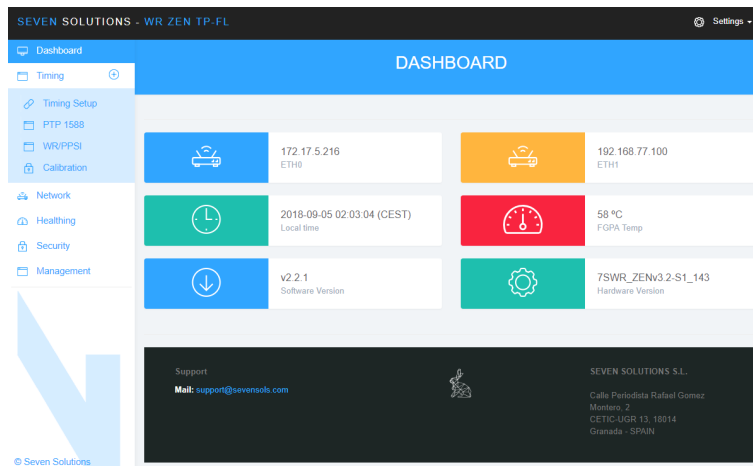 SEVEN SOLUTIONS - WR ZEN TP-FL
Settings
Dashboard
Timing
Timing Setup
PTP 1588
WR/PPSI
Calibration
Network
Healthing
Security
Management
© Seven Solutions
DASHBOARD
172.17.5.216
ETH0
192.168.77.100
ETH1
2018-09-05 02:03:04 (CEST)
Local time
58 ºC
FGPA Temp
v2.2.1
Software Version
7SWR_ZENv3.2-S1_143
Hardware Version
Support
Mail: support@sevensols.com
SEVEN SOLUTIONS S.L.
Calle Periodista Rafael Gomez
Montero, 2
CETIC-UGR 13, 18014
Granada - SPAIN